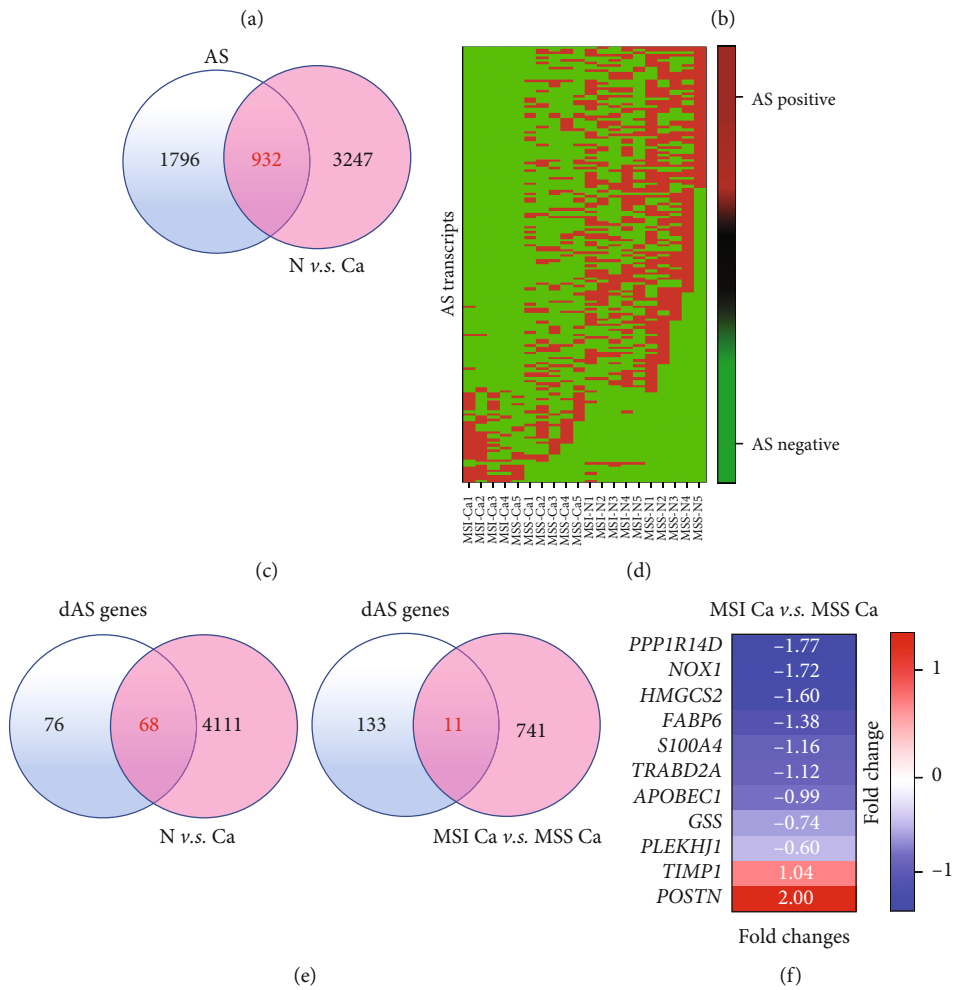 (a)
(b)
AS
1796
932
3247
N v.s. Ca
(c)
AS transcripts
AS positive
AS negative
MSI-Ca1
MSI-Ca2
MSI-Ca3
MSI-Ca4
MSS-Ca5
MSS-Ca1
MSS-Ca2
MSS-Ca3
MSS-Ca4
MSS-Ca5
MSI-N1
MSI-N2
MSI-N3
MSI-N4
MSI-N5
MSS-N1
MSS-N2
MSS-N3
MSS-N4
MSS-N5
(d)
dAS genes
76
68
4111
N v.s. Ca
dAS genes
133
11
741
MSI Ca v.s. MSS Ca
(e)
MSI Ca v.s. MSS Ca
PPP1R14D –1.77
NOX1 –1.72
HMGCS2 –1.60
FABP6 –1.38
S100A4 –1.16
TRABD2A –1.12
APOBEC1 –0.99
GSS –0.74
PLEKHJ1 –0.60
TIMP1 1.04
POSTN 2.00
Fold changes
Fold change
1
0
–1
(f)